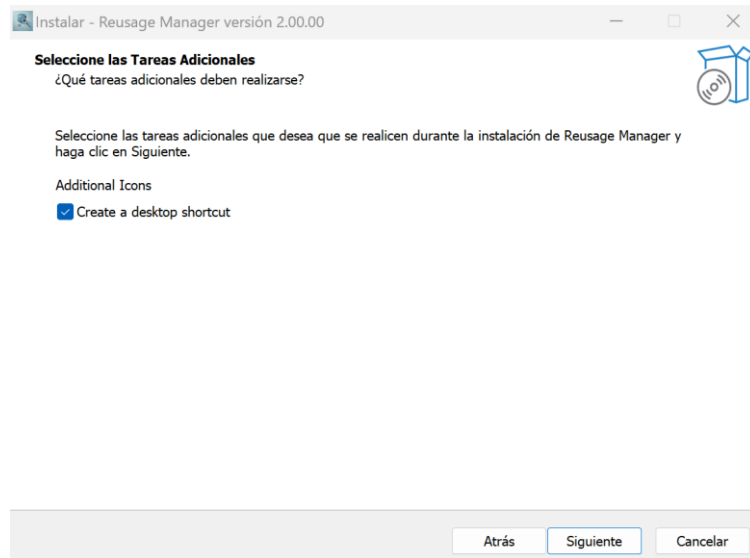 Instalar - Reusage Manager versión 2.00.00
Seleccione las Tareas Adicionales
¿Qué tareas adicionales deben realizarse?
Seleccione las tareas adicionales que desea que se realicen durante la instalación de Reusage Manager y
haga clic en Siguiente.
Additional Icons
Create a desktop shortcut
Atrás Siguiente Cancelar